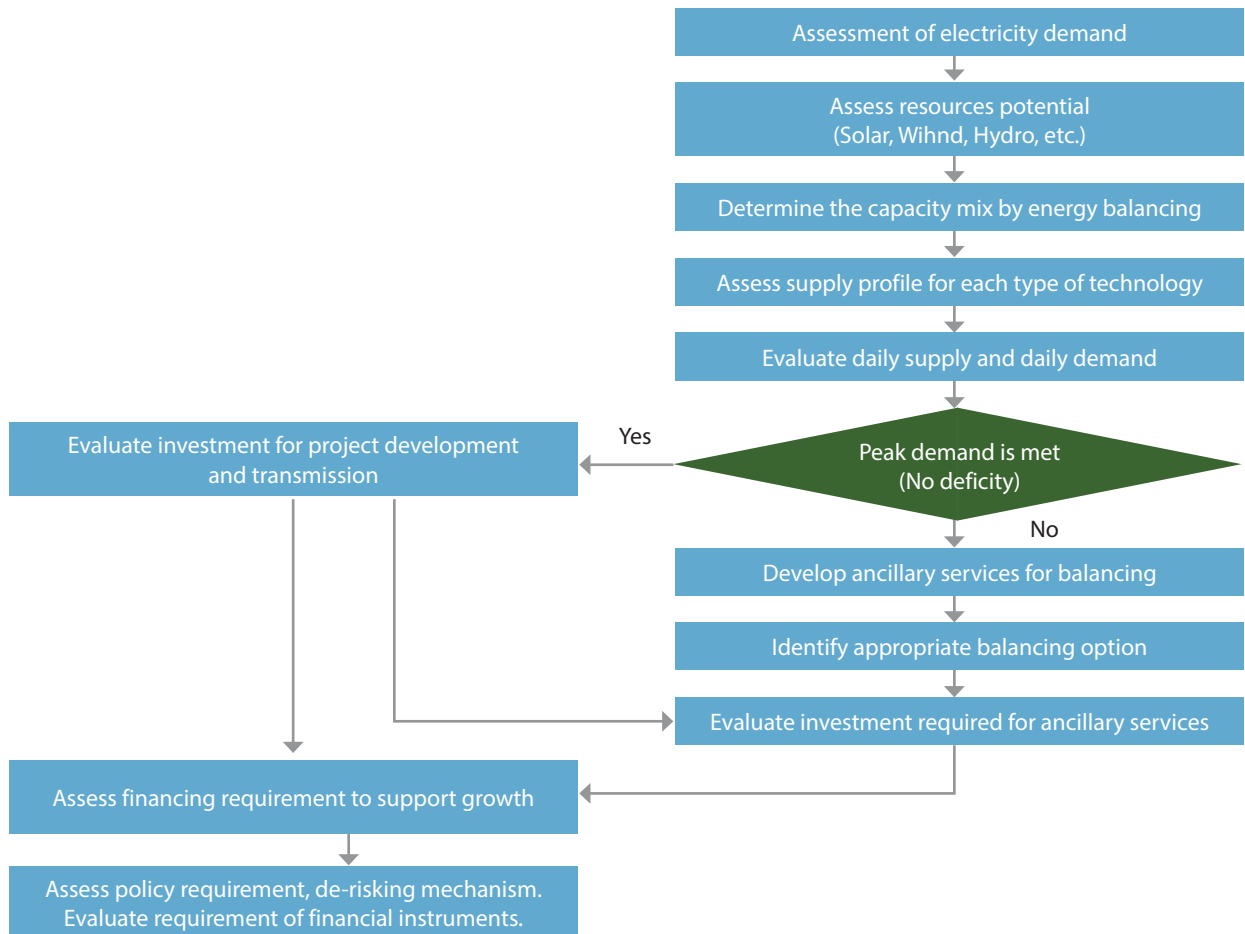 Assessment of electricity demand
Assess resources potential
(Solar, Wihnd, Hydro, etc.)
Determine the capacity mix by energy balancing
Assess supply profile for each type of technology
Evaluate daily supply and daily demand
Peak demand is met
(No deficity)
Yes
Evaluate investment for project development
and transmission
No
Develop ancillary services for balancing
Identify appropriate balancing option
Evaluate investment required for ancillary services
Assess financing requirement to support growth
Assess policy requirement, de-risking mechanism.
Evaluate requirement of financial instruments.